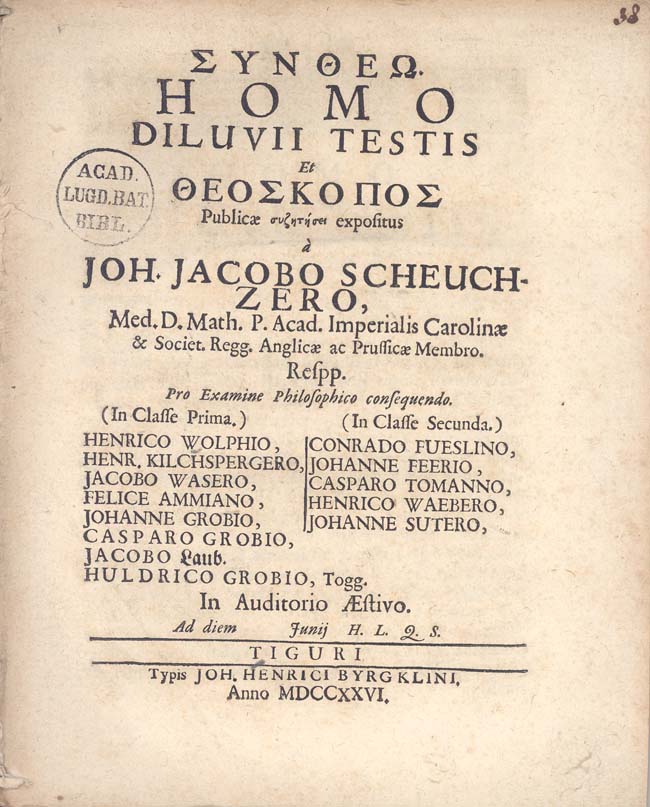 38
ΣΥΝΘΕΩ.
HOMO
DILUVII TESTIS
Et
ΘΕΟΣΚΟΠΟΣ
Publicæ συζητήσει expoſitus
à
JOH. JACOBO SCHEUCH-
ZERO,
Med. D. Math. P. Acad. Imperialis Carolinæ
& Societ. Regg. Anglicæ ac Pruſſicæ Membro.
Reſpp.
Pro Examine Philoſophico conſequendo.
(In Claſſe Prima.)
HENRICO WOLPHIO,
HENR. KILCHSPERGERO,
JACOBO WASERO,
FELICE AMMIANO,
JOHANNE GROBIO,
CASPARO GROBIO,
JACOBO Laub.
HULDRICO GROBIO, Togg.
(In Claſſe Secunda.)
CONRADO FUESLINO,
JOHANNE FEERIO,
CASPARO TOMANNO,
HENRICO WAEBERO,
JOHANNE SUTERO,
In Auditorio Æſtivo.
Ad diem Junij H. L. Q. S.
TIGURI
Typis JOH. HENRICI BYRGKLINI.
Anno MDCCXXVI.
ACAD.
LUGD. BAT.
BIBL.